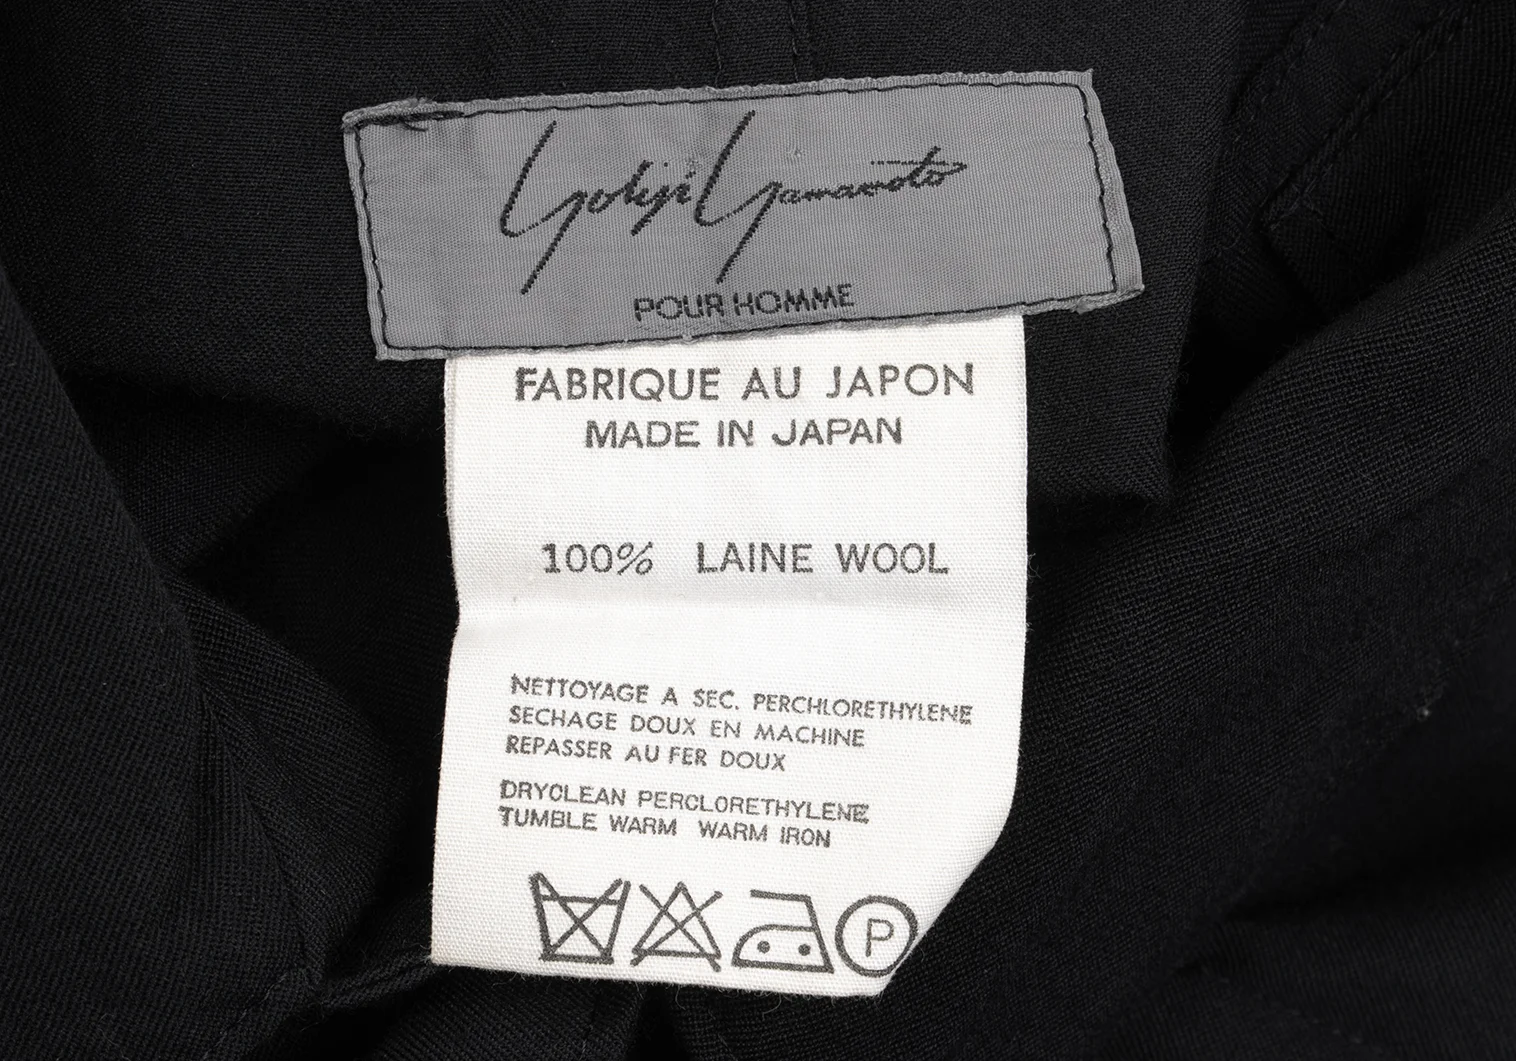 Yohji Yamamoto
POUR HOMME
FABRIQUE AU JAPON
MADE IN JAPAN
100% LAINE WOOL
NETTOYAGE A SEC. PERCHLORETHYLENE
SECHAGE DOUX EN MACHINE
REPASSER AU FER DOUX
DRYCLEAN PERCLORETHYLENE
TUMBLE WARM WARM IRON
P